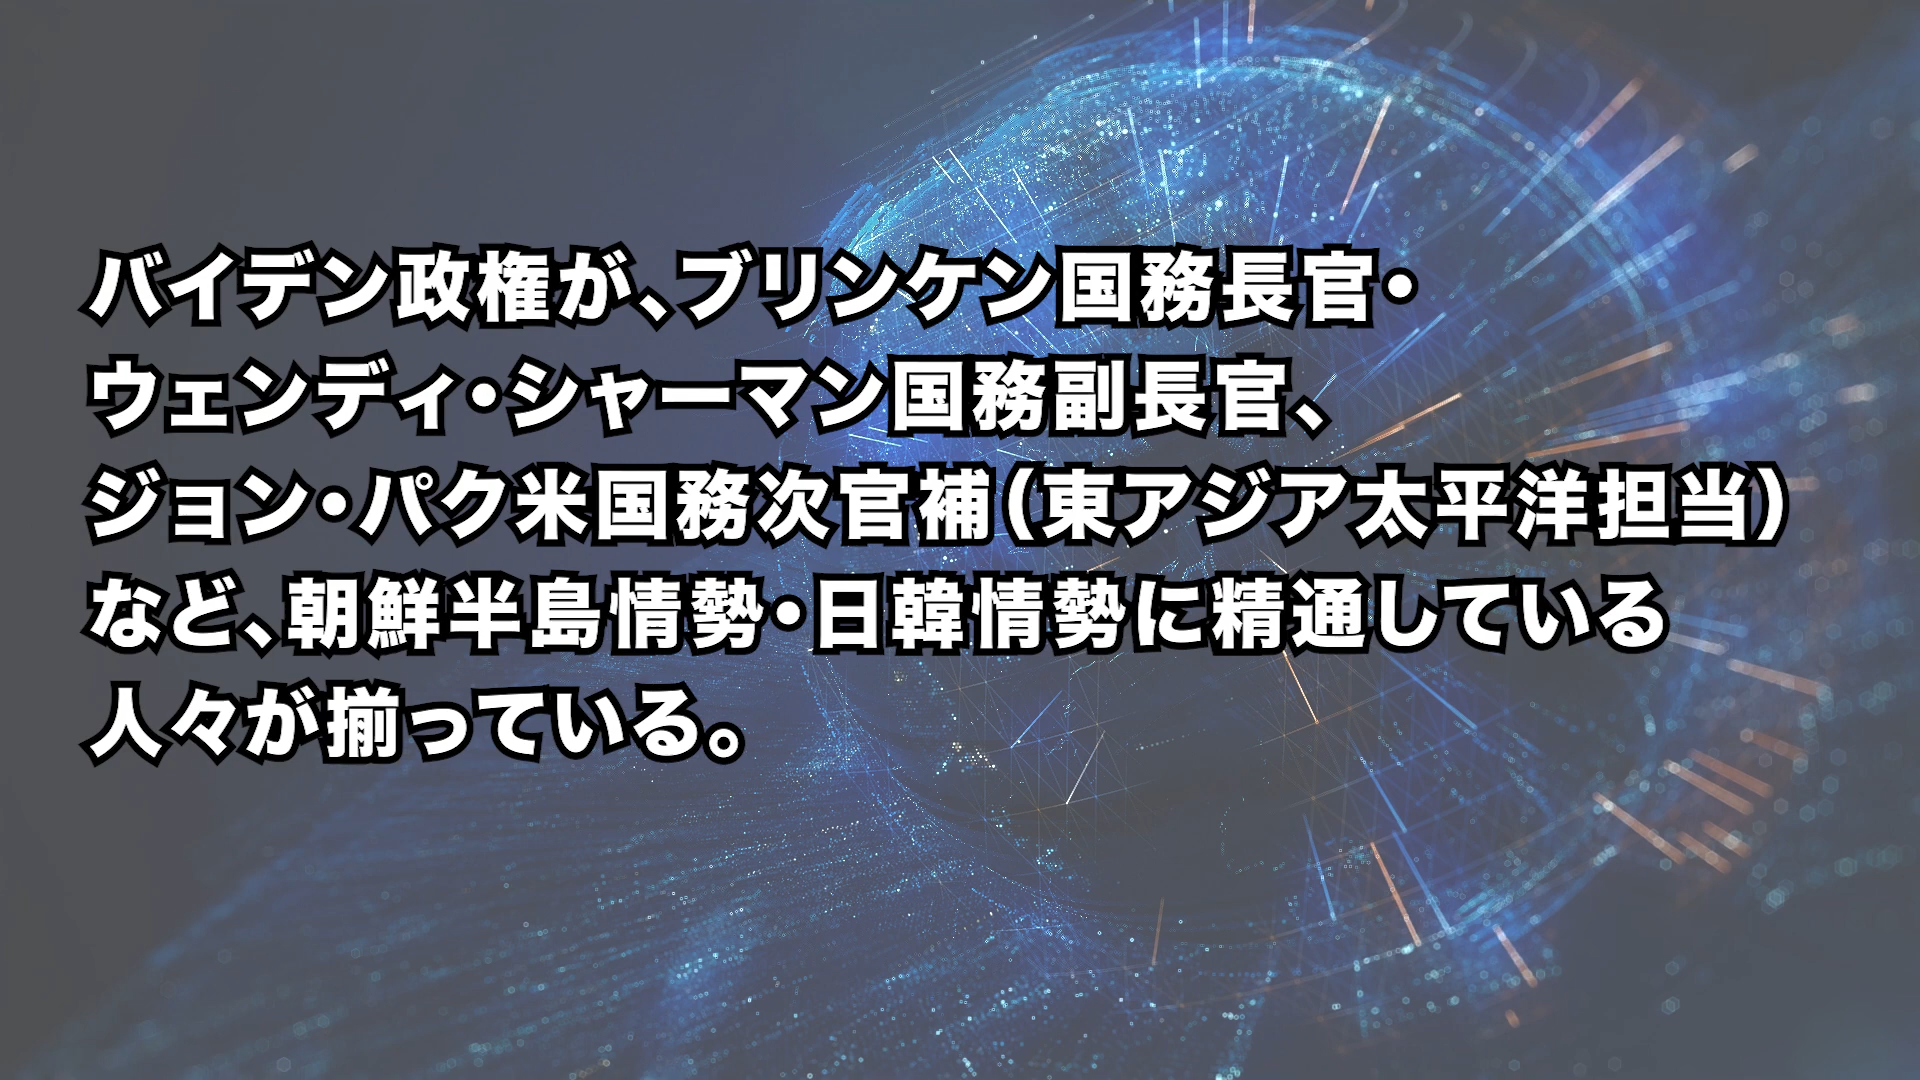 バイデン政権が、ブリンケン国務長官・
ウェンディ・シャーマン国務副長官、
ジョン・パク米国務次官補（東アジア太平洋担当）
など、朝鮮半島情勢・日韓情勢に精通している
人々が揃っている。